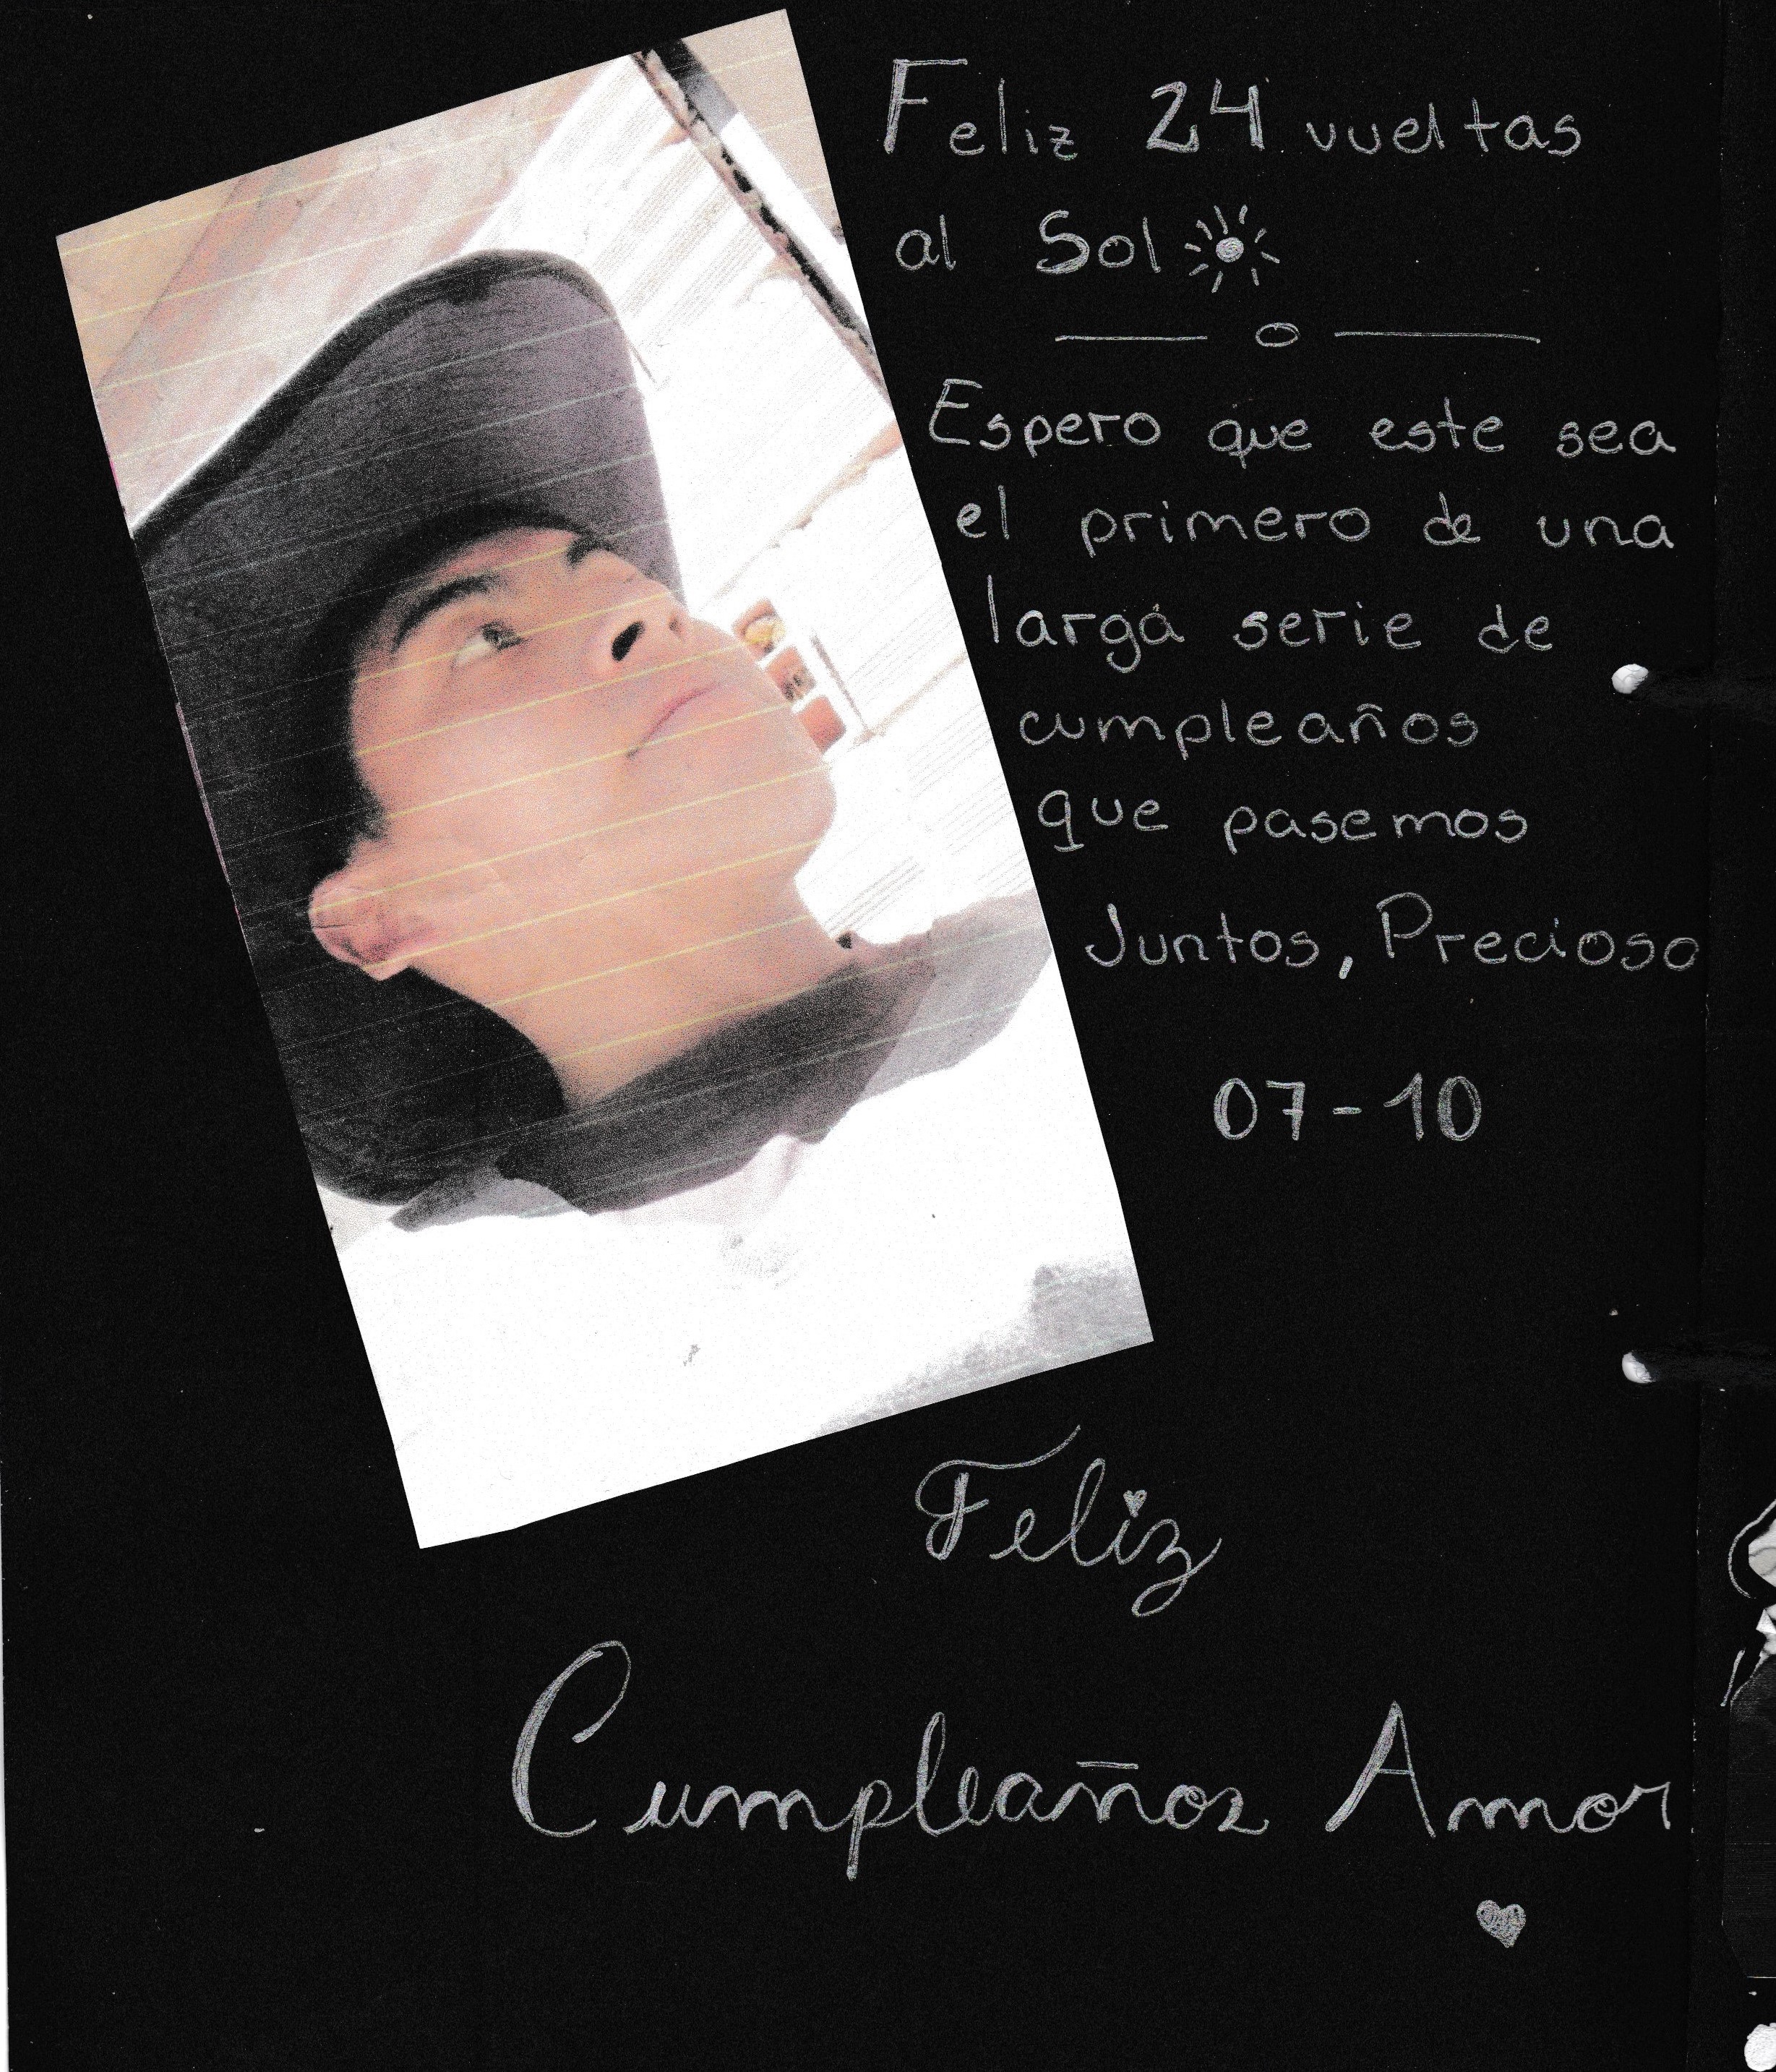 Feliz 24 vueltas
al Sol
Espero que este sea
el primero de una
larga serie de
cumpleaños
que pasemos
Juntos, Precioso
07-10
Feliz
Cumpleaños Amor